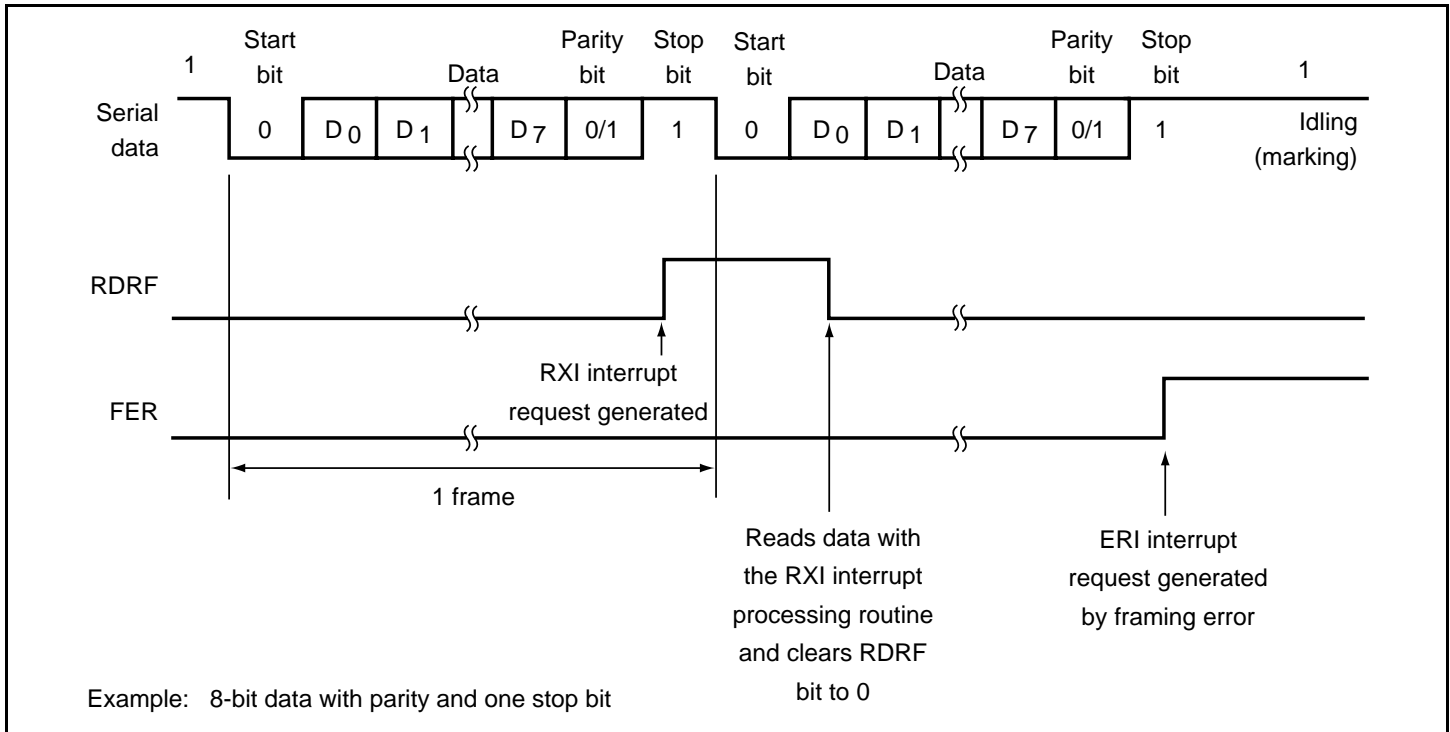 Start bit
Data
Parity bit
Stop bit
Start bit
Data
Parity bit
Stop bit
1
1
Serial data
0
D0
D1
D7
0/1
1
0
D0
D1
D7
0/1
1
Idling (marking)
RDRF
RXI interrupt
request generated
FER
1 frame
Reads data with
the RXI interrupt
processing routine
and clears RDRF
bit to 0
ERI interrupt
request generated
by framing error
Example: 8-bit data with parity and one stop bit